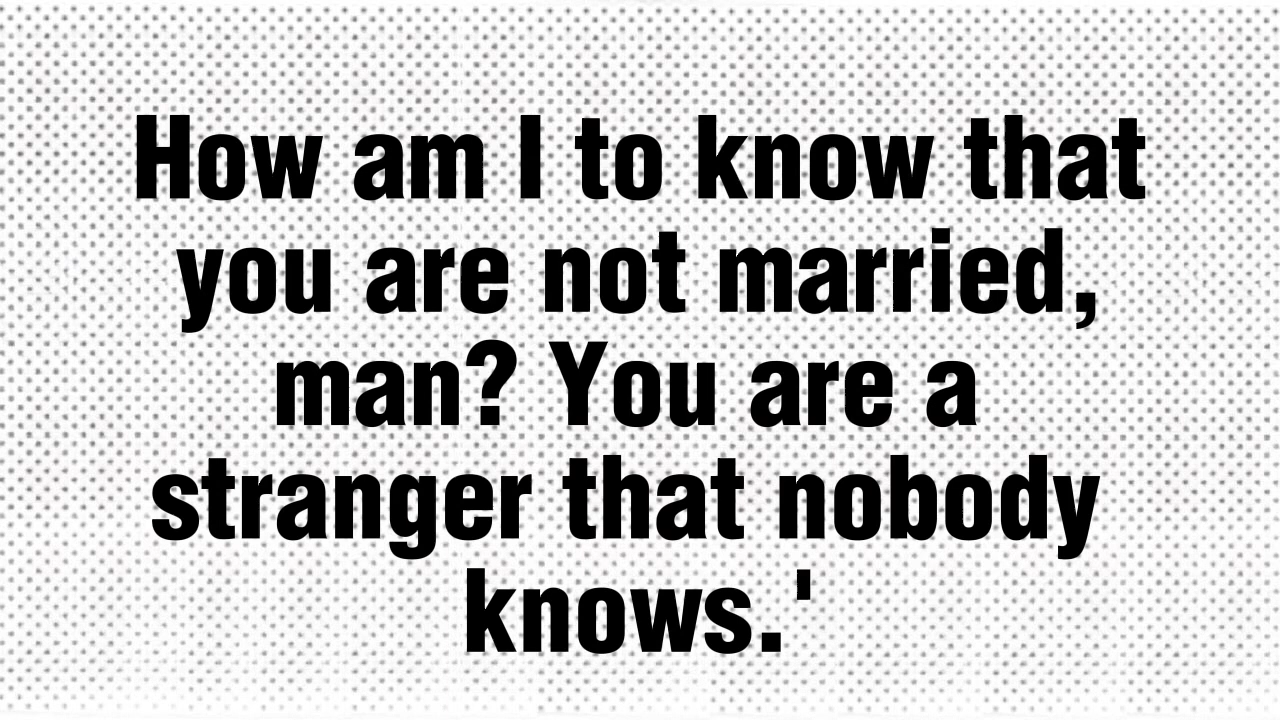 How am I to know that
you are not married,
man? You are a
stranger that nobody
knows.'